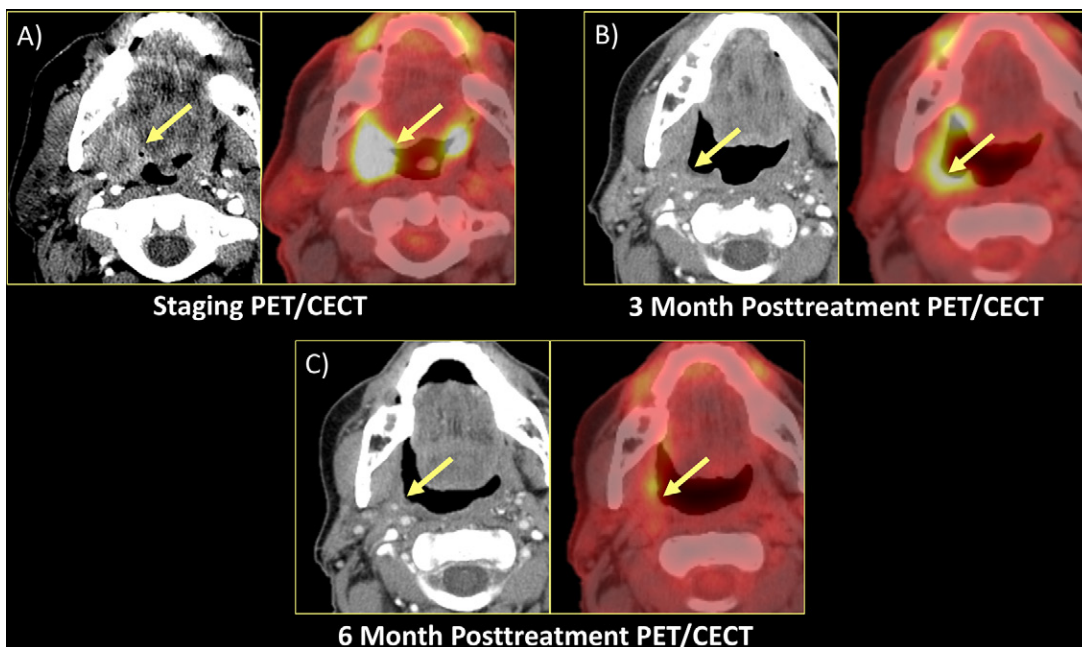 A)
Staging PET/CECT
B)
3 Month Posttreatment PET/CECT
C)
6 Month Posttreatment PET/CECT